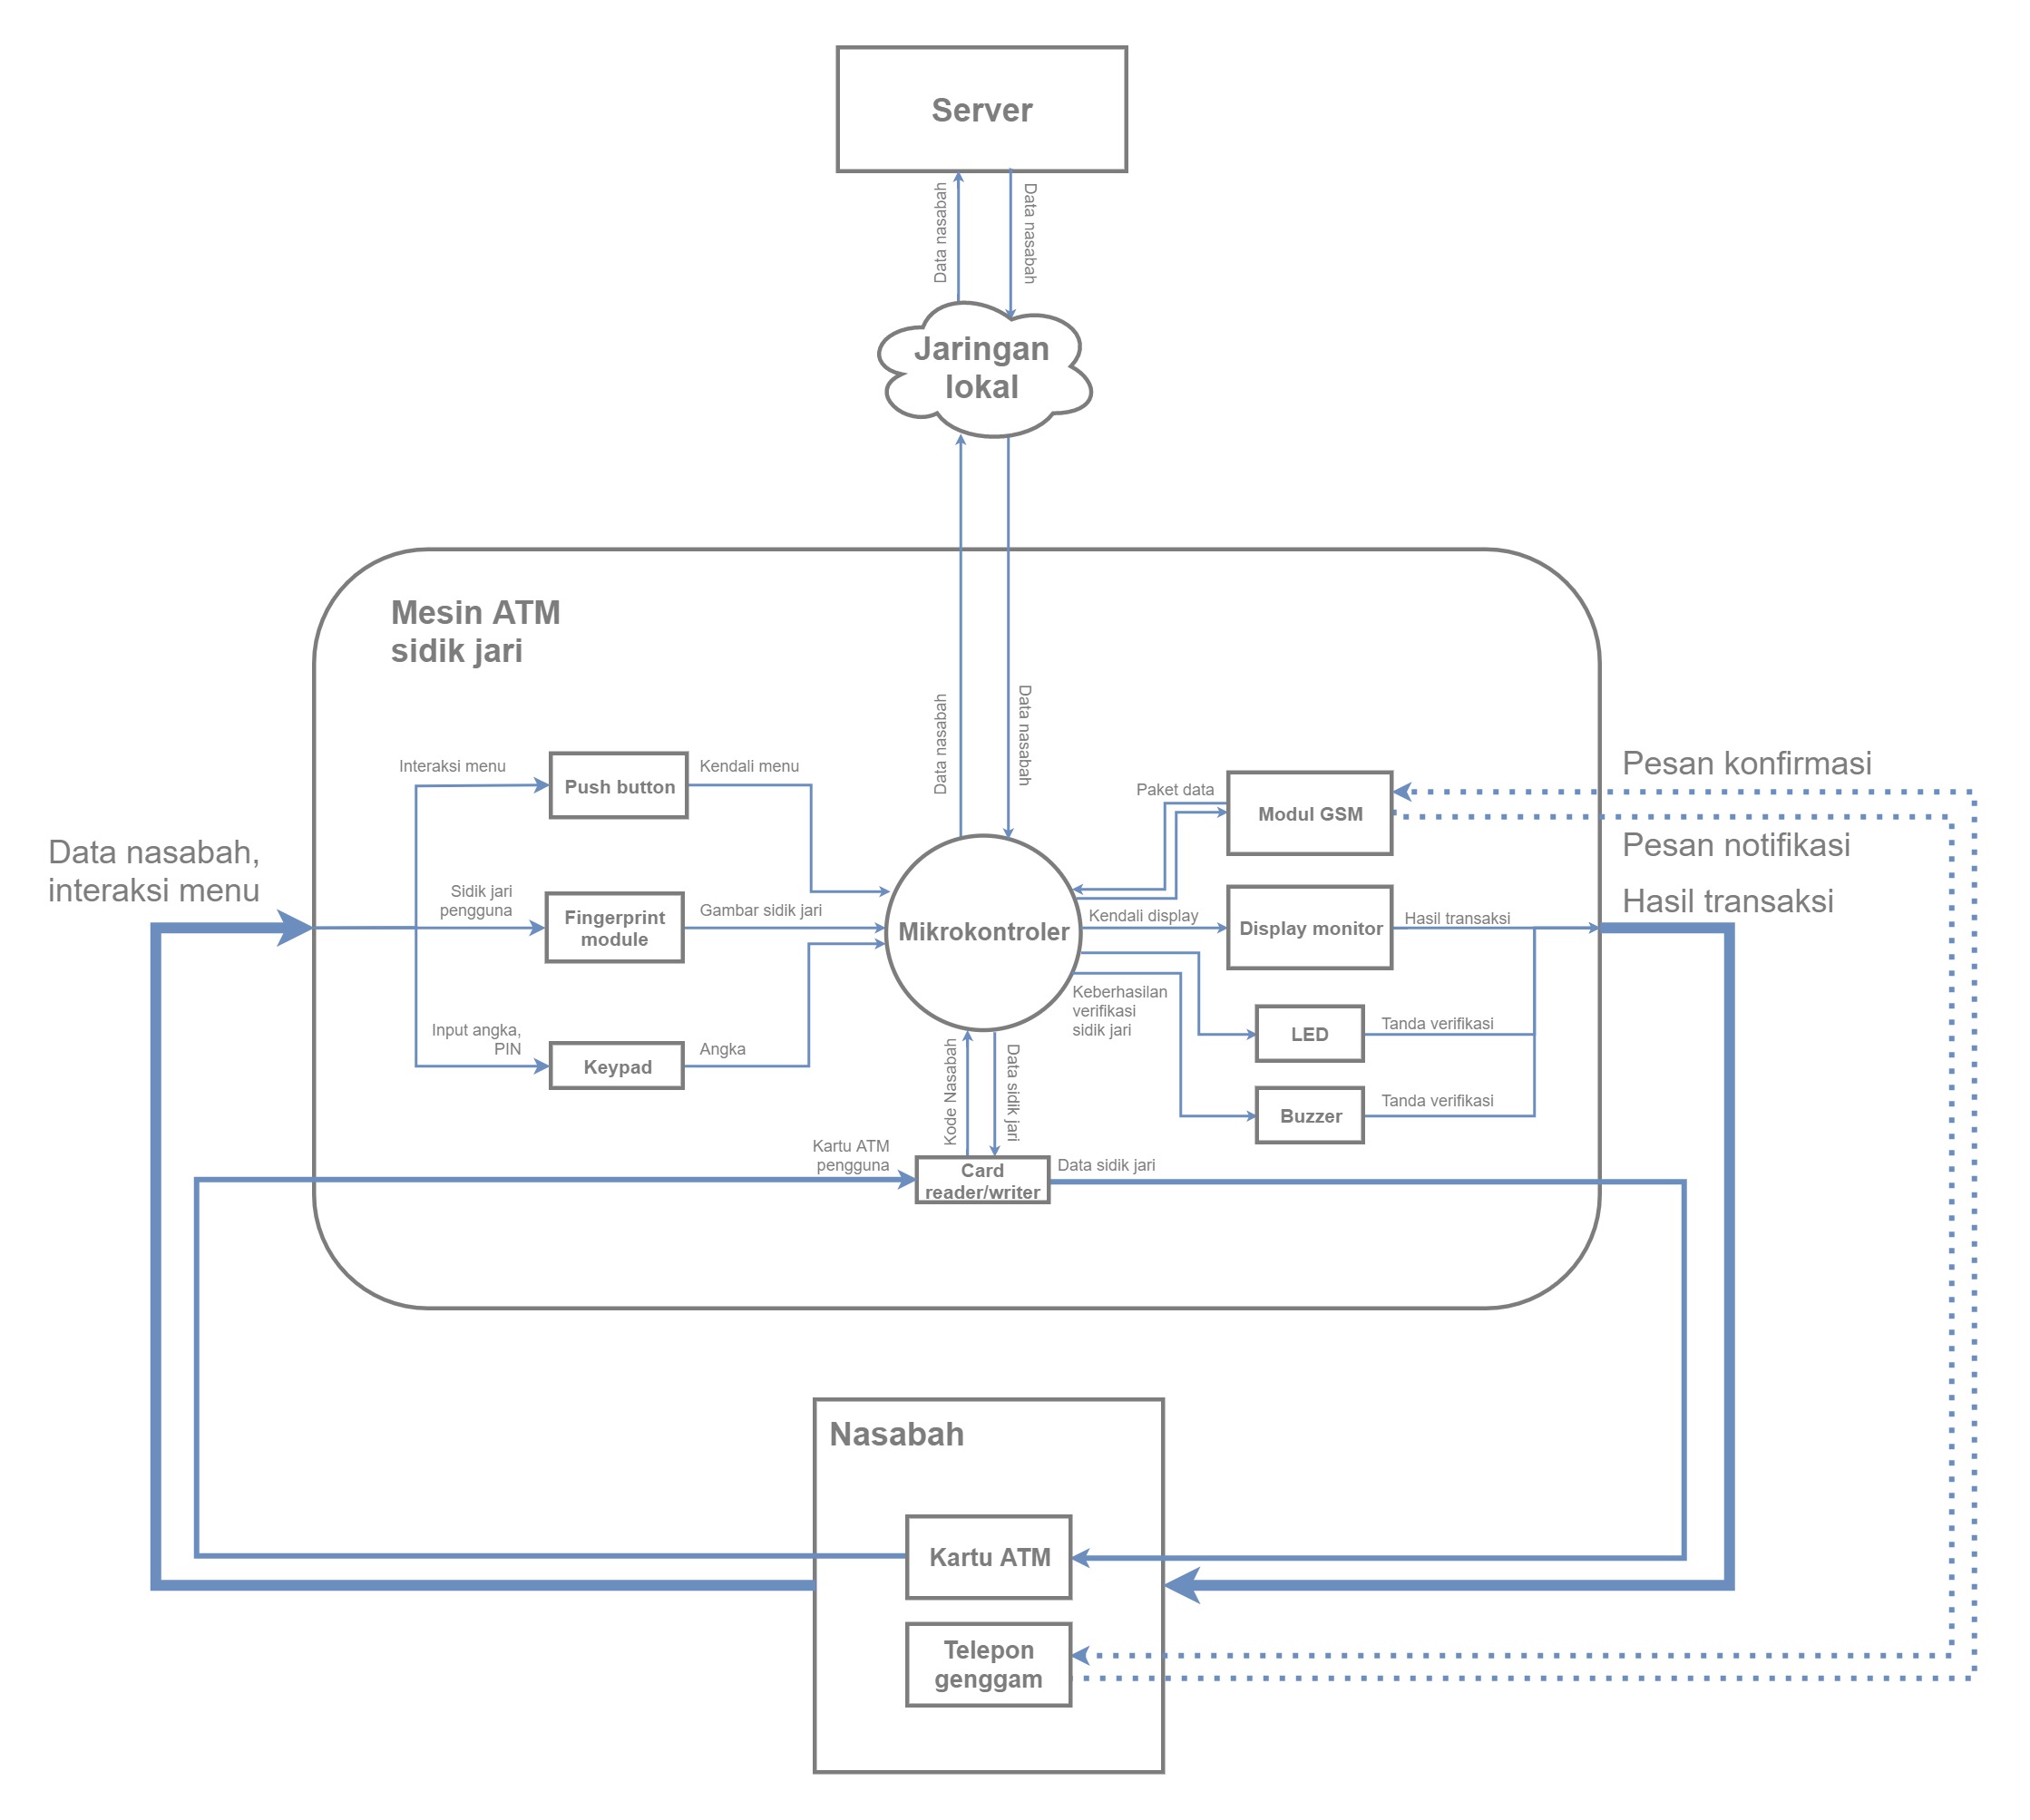 Server
Data nasabah
Data nasabah
Jaringan
lokal
Mesin ATM
sidik jari
Data nasabah
Data nasabah
Interaksi menu
Push button
Kendali menu
Paket data
Modul GSM
Pesan konfirmasi
Pesan notifikasi
Hasil transaksi
Data nasabah,
interaksi menu
Sidik jari
pengguna
Fingerprint
module
Gambar sidik jari
Mikrokontroler
Kendali display
Display monitor
Hasil transaksi
Input angka,
PIN
Keypad
Angka
Keberhasilan
verifikasi
sidik jari
LED
Tanda verifikasi
Buzzer
Tanda verifikasi
Kode Nasabah
Data sidik jari
Kartu ATM
pengguna
Card
reader/writer
Data sidik jari
Nasabah
Kartu ATM
Telepon
genggam